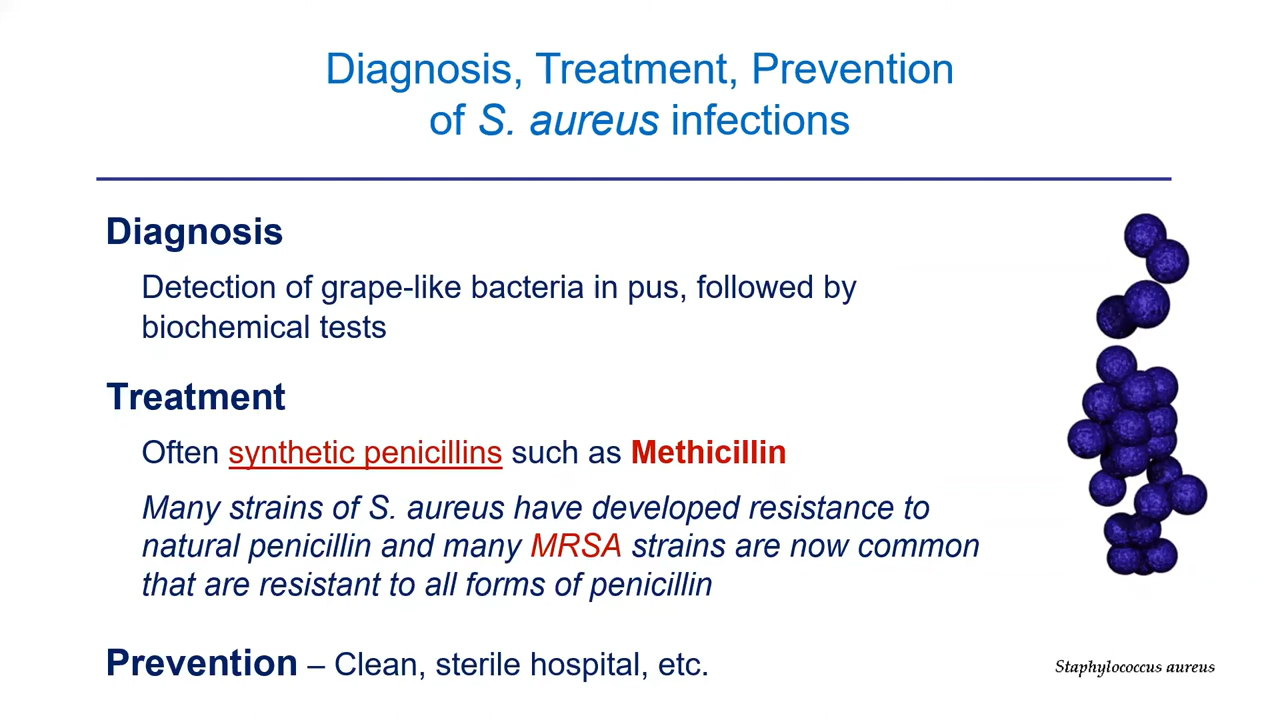 Diagnosis, Treatment, Prevention
of S. aureus infections
Diagnosis
Detection of grape-like bacteria in pus, followed by
biochemical tests
Treatment
Often synthetic penicillins such as Methicillin
Many strains of S. aureus have developed resistance to
natural penicillin and many MRSA strains are now common
that are resistant to all forms of penicillin
Prevention – Clean, sterile hospital, etc.
Staphylococcus aureus